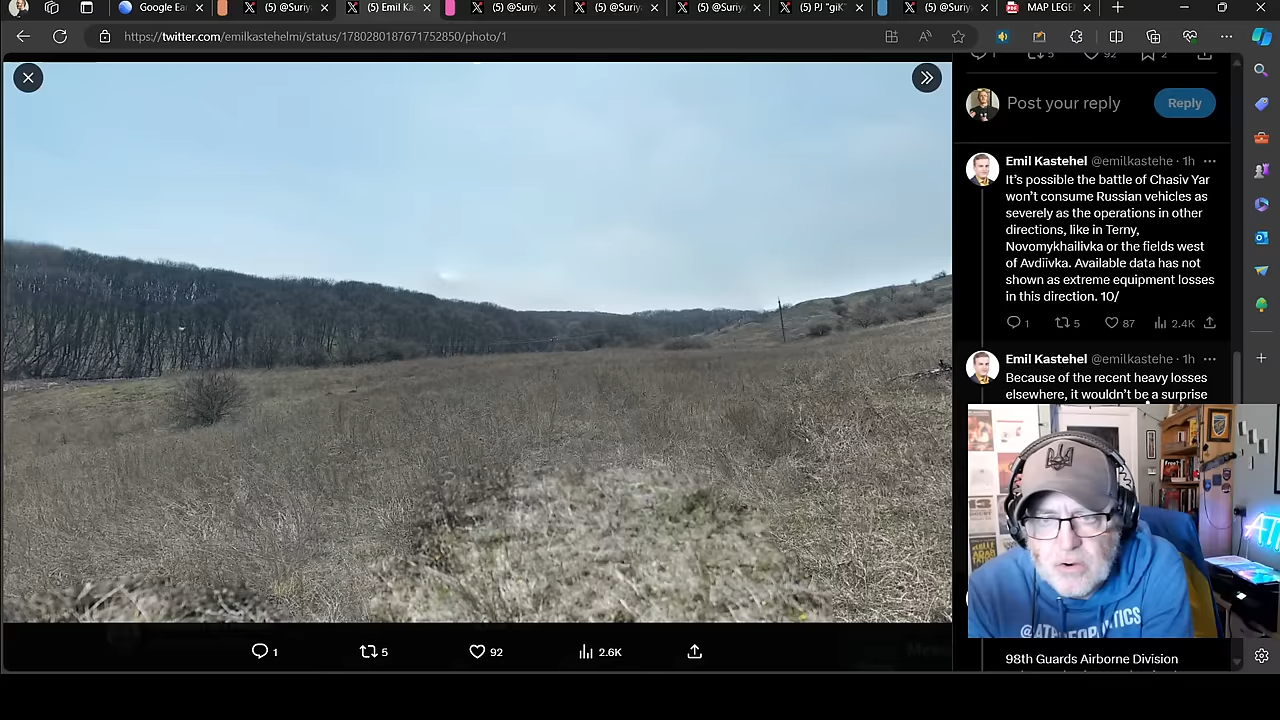 Google Ea
(5) @Suriy
(5) Emil Ka
(5) @Suriy
(5) @Suriy
(5) @Suriy
(5) PJ "giK"
(5) @Suriy
MAP LEGE
https://twitter.com/emilkastehelmi/status/1780280187671752850/photo/1
1 5 92 2
Post your reply
Reply
Emil Kastehel @emilkastehe · 1h
It's possible the battle of Chasiv Yar
won't consume Russian vehicles as
severely as the operations in other
directions, like in Terny,
Novomykhailivka or the fields west
of Avdiivka. Available data has not
shown as extreme equipment losses
in this direction. 10/
1 5 87 2.4K
Emil Kastehel @emilkastehe · 1h
Because of the recent heavy losses
elsewhere, it wouldn't be a surprise
98th Guards Airborne Division
1 5 92 2.6K